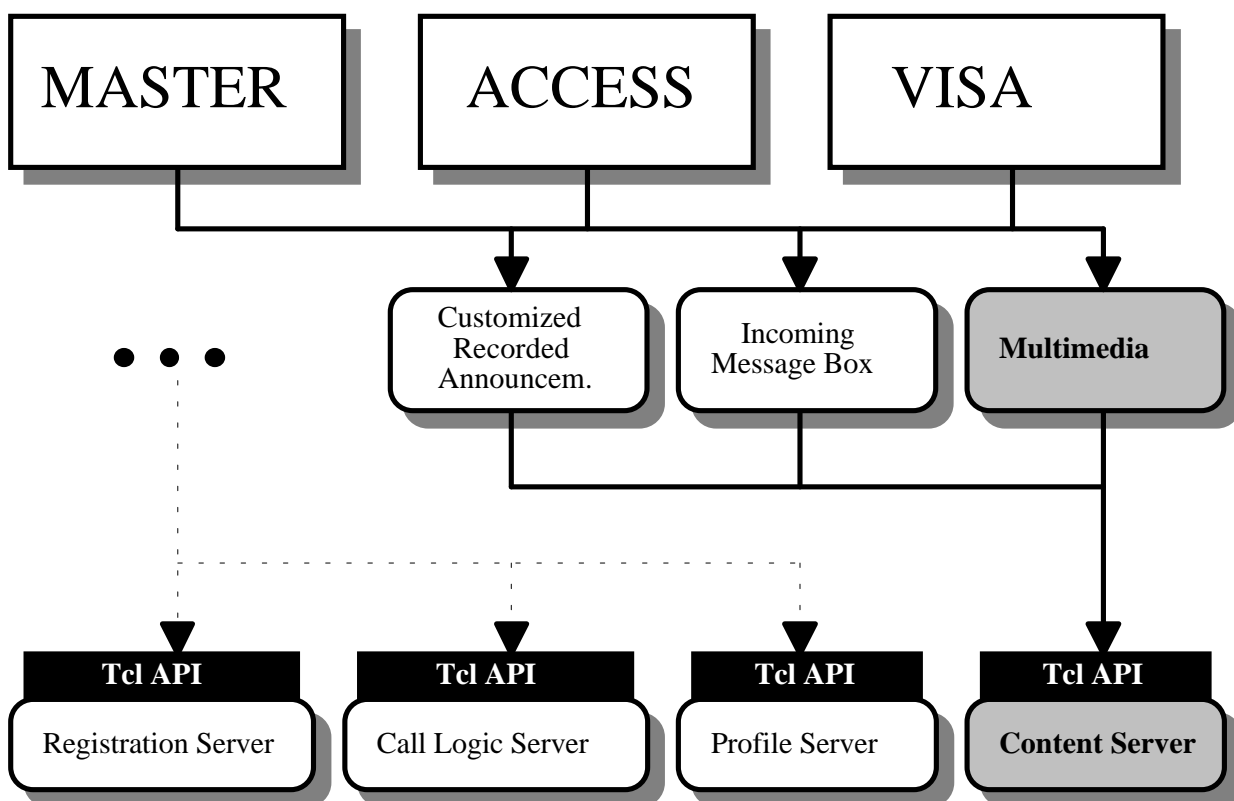 MASTER
ACCESS
VISA
Customized
Recorded
Announcem.
Incoming
Message Box
Multimedia
Tcl API
Tcl API
Tcl API
Tcl API
Registration Server
Call Logic Server
Profile Server
Content Server